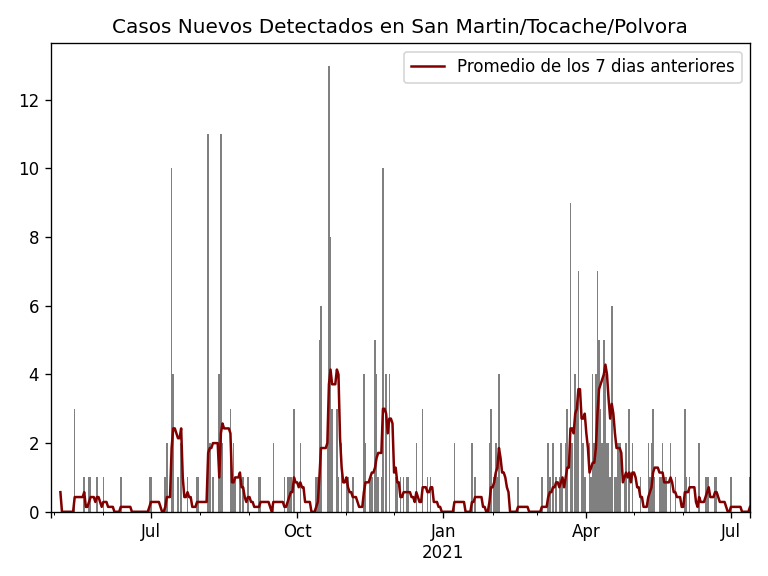 Casos Nuevos Detectados en San Martin/Tocache/Polvora
Promedio de los 7 dias anteriores
12
10
8
6
4
2
0
Jul
Oct
Jan
2021
Apr
Jul